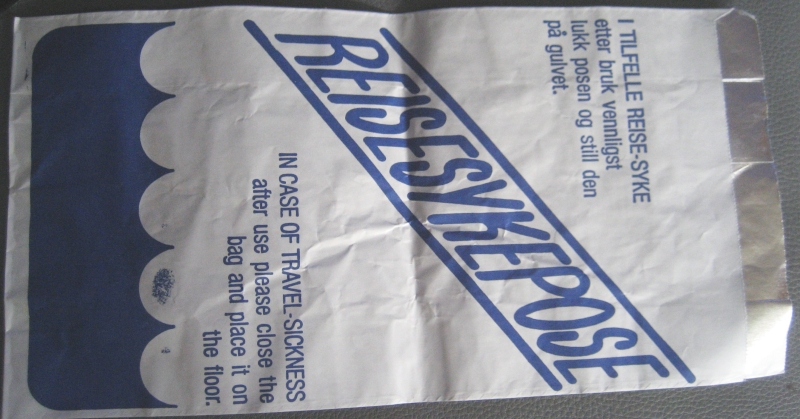 I TILFELLE REISE-SYKE
etter bruk vennligst
lukk posen og still den
på gulvet.
REISESYKEPOSE
IN CASE OF TRAVEL-SICKNESS
after use please close the
bag and place it on
the floor.